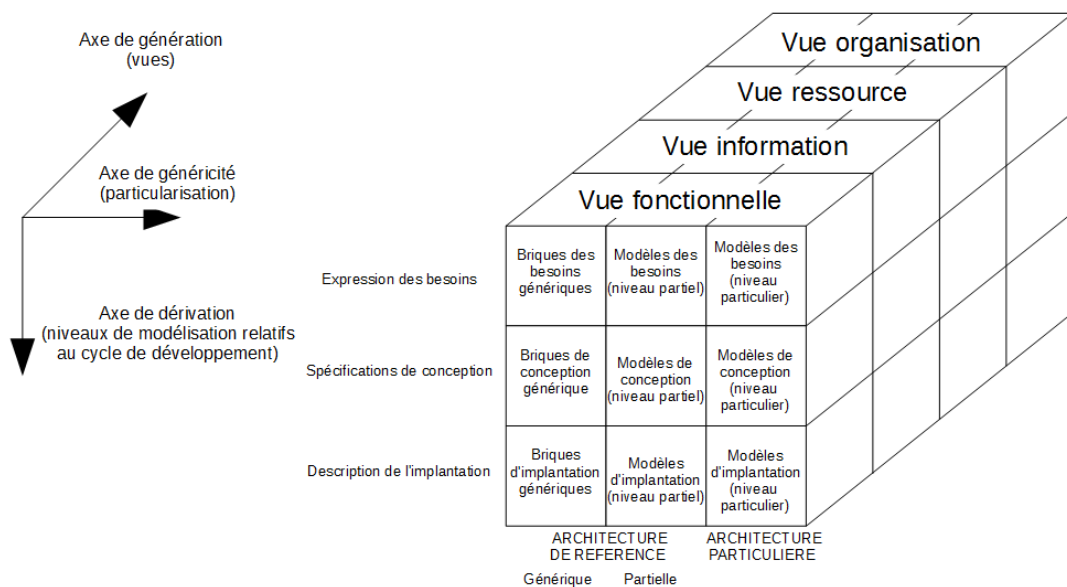 Axe de génération
(vues)
Axe de généricité
(particularisation)
Axe de dérivation
(niveaux de modélisation relatifs
au cycle de développement)
Vue organisation
Vue ressource
Vue information
Vue fonctionnelle
Expression des besoins
Briques des
besoins
génériques
Modèles des
besoins
(niveau partiel)
Modèles des
besoins
(niveau
particulier)
Spécifications de conception
Briques de
conception
générique
Modèles de
conception
(niveau partiel)
Modèles de
conception
(niveau
particulier)
Description de l'implantation
Briques
d'implantation
génériques
Modèles
d'implantation
(niveau partiel)
Modèles
d'implantation
(niveau
particulier)
ARCHITECTURE
DE REFERENCE
ARCHITECTURE
PARTICULIERE
Générique
Partielle